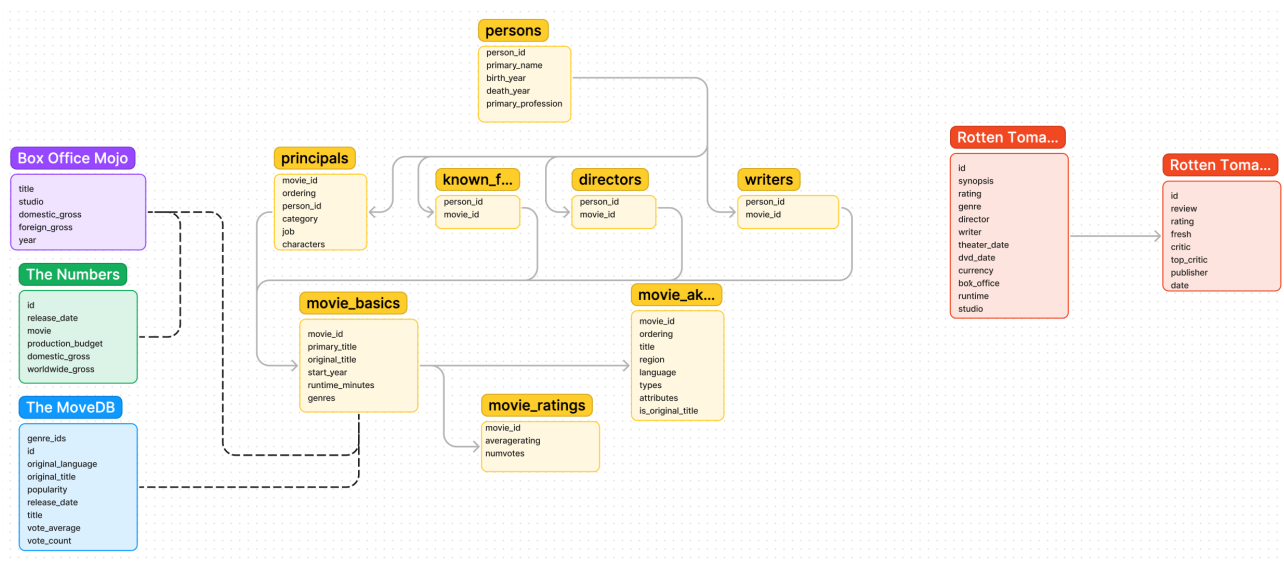 persons
person_id
primary_name
birth_year
death_year
primary_profession
Box Office Mojo
title
studio
domestic_gross
foreign_gross
year
principals
movie_id
ordering
person_id
category
job
characters
known_f...
person_id
movie_id
directors
person_id
movie_id
writers
person_id
movie_id
Rotten Toma...
id
synopsis
rating
genre
director
writer
theater_date
dvd_date
currency
box_office
runtime
studio
Rotten Toma...
id
review
rating
fresh
critic
top_critic
publisher
date
The Numbers
id
release_date
movie
production_budget
domestic_gross
worldwide_gross
movie_basics
movie_id
primary_title
original_title
start_year
runtime_minutes
genres
movie_ak...
movie_id
ordering
title
region
language
types
attributes
is_original_title
movie_ratings
movie_id
averagerating
numvotes
The MoveDB
genre_ids
id
original_language
original_title
popularity
release_date
title
vote_average
vote_count